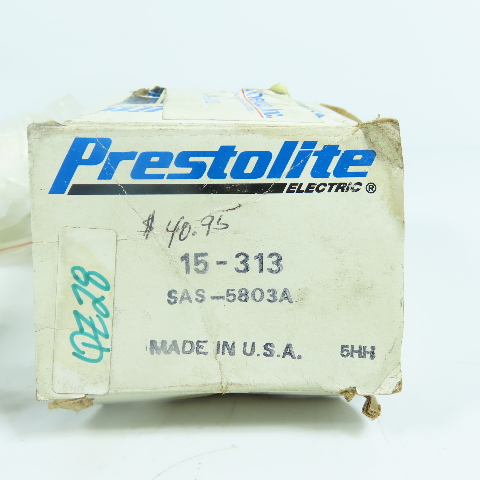 Prestolite
ELECTRIC ®
$ 40.95
15-313
SAS-5803A
MADE IN U.S.A. 5HH